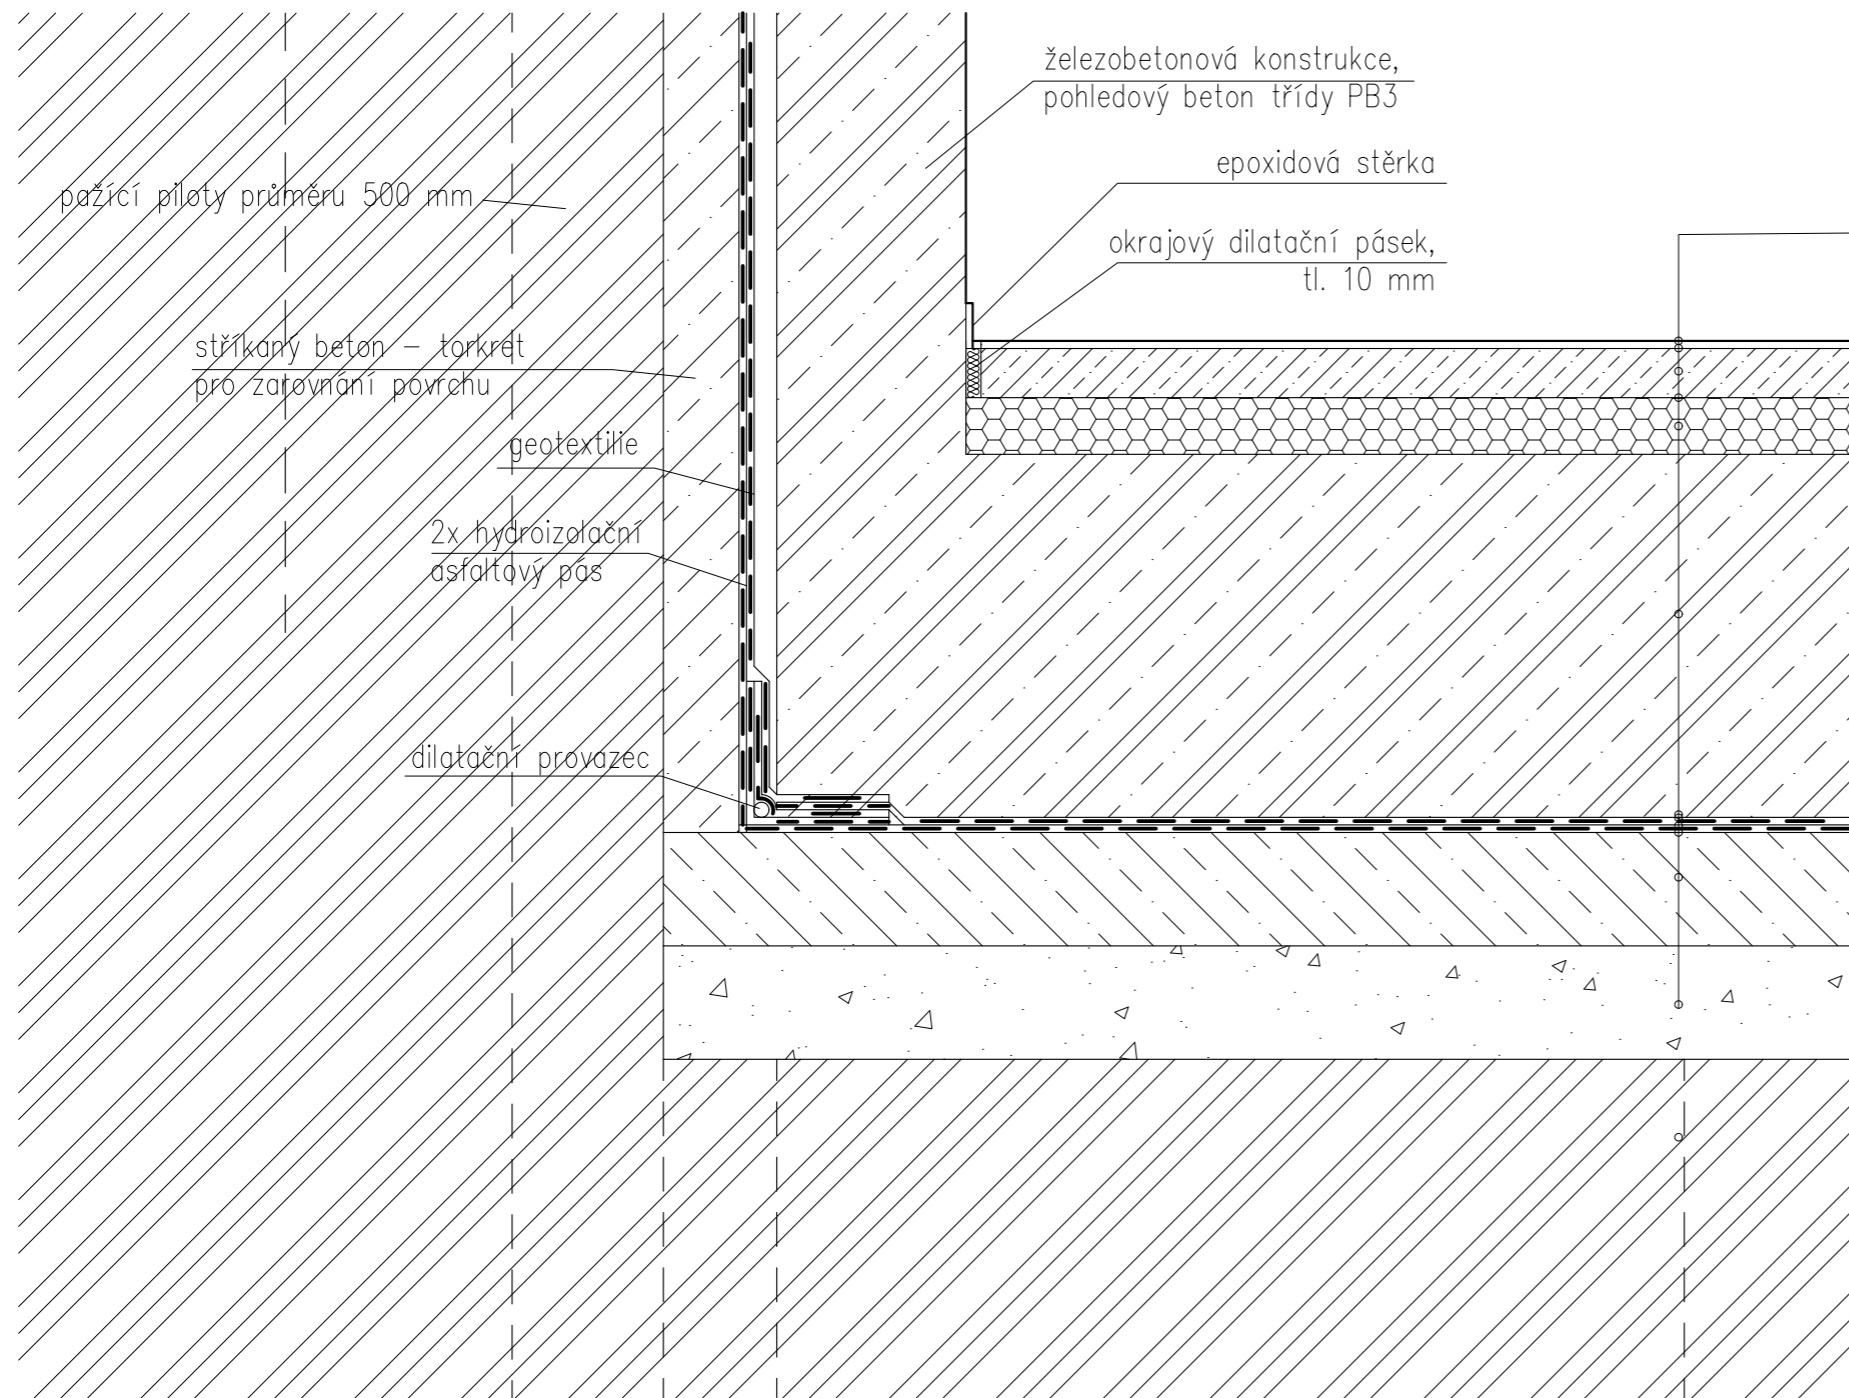 železobetonová konstrukce,
pohledový beton třídy PB3
epoxidová stěrka
pažící piloty průměru 500 mm
okrajový dilatační pásek,
tl. 10 mm
stříkaný beton – torkret
pro zarovnání povrchu
geotextilie
2x hydroizolační
asfaltový pás
dilatační provazec